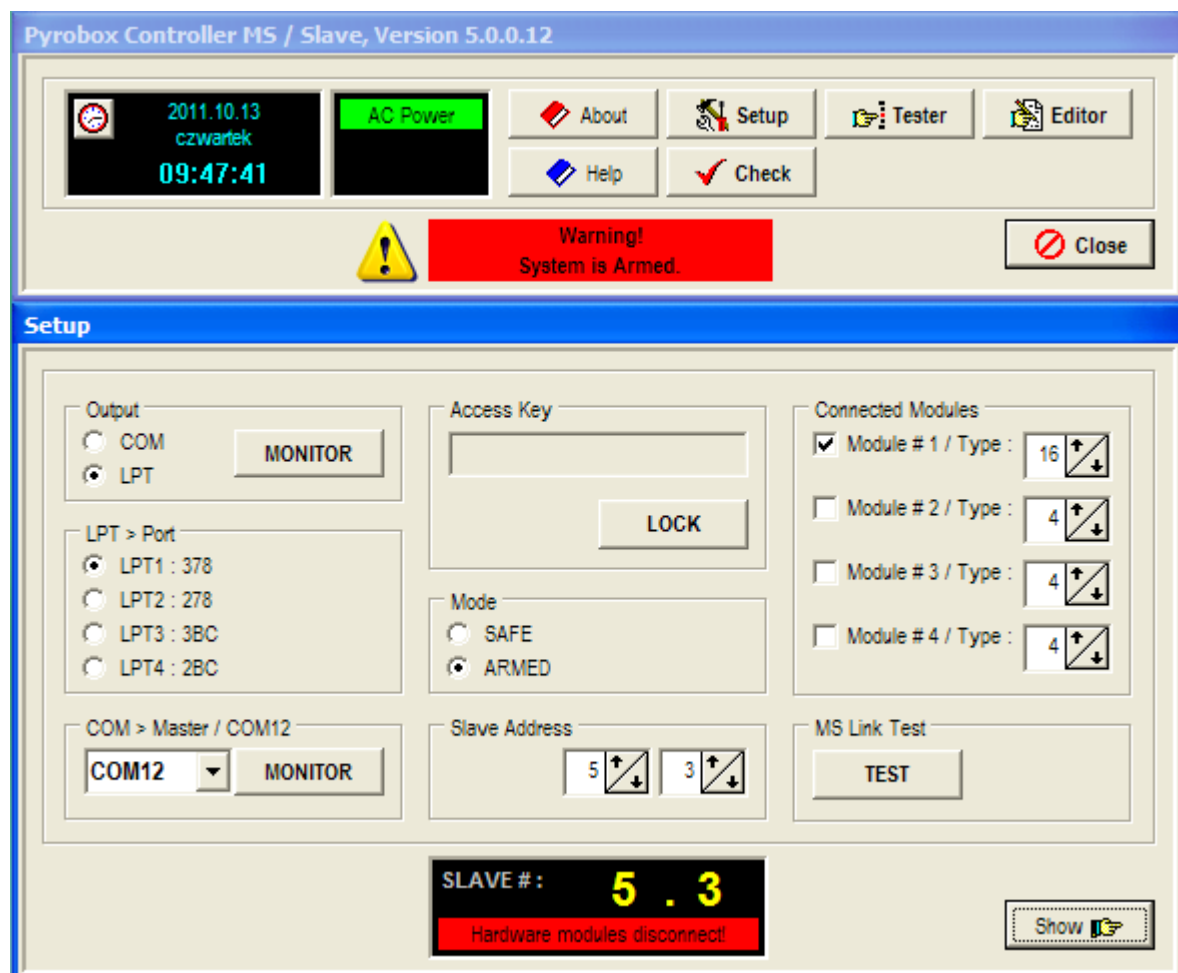 Pyrobox Controller MS / Slave, Version 5.0.0.12
2011.10.13
czwartek
09:47:41
AC Power
About
Setup
Tester
Editor
Help
Check
Warning!
System is Armed.
Close
Setup
Output
COM
LPT
MONITOR
Access Key
LOCK
Connected Modules
Module # 1 / Type : 16
Module # 2 / Type : 4
Module # 3 / Type : 4
Module # 4 / Type : 4
LPT > Port
LPT1 : 378
LPT2 : 278
LPT3 : 3BC
LPT4 : 2BC
Mode
SAFE
ARMED
COM > Master / COM12
COM12
MONITOR
Slave Address
5 3
MS Link Test
TEST
SLAVE # : 5 . 3
Hardware modules disconnect!
Show